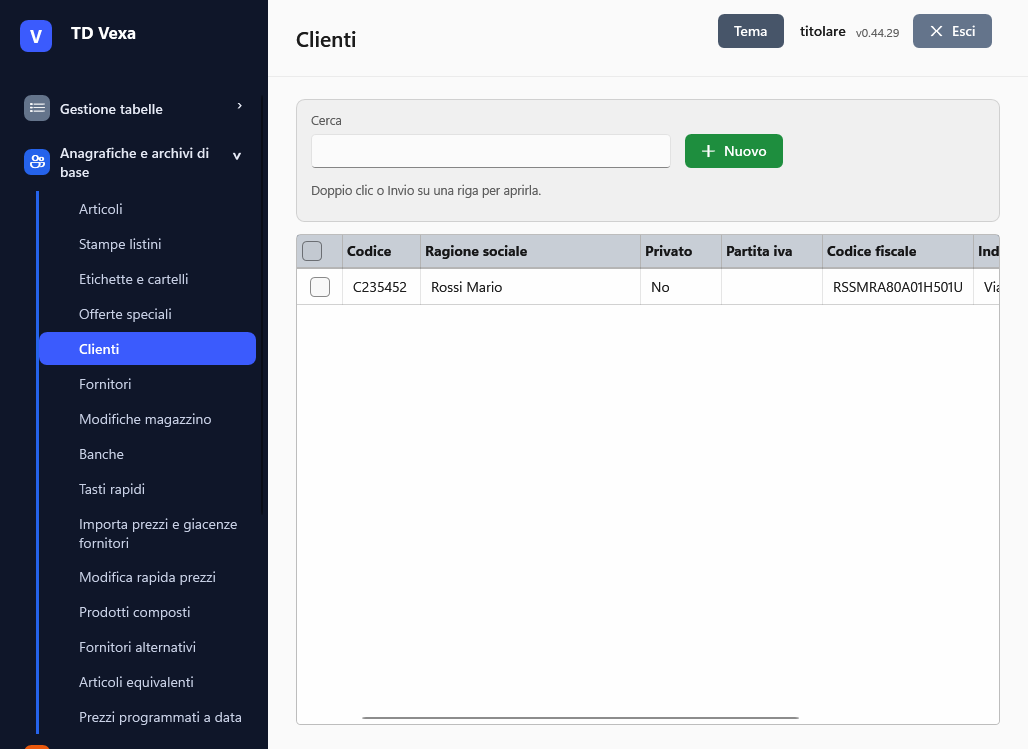 V
TD Vexa
Gestione tabelle
Anagrafiche e archivi di
base
Articoli
Stampe listini
Etichette e cartelli
Offerte speciali
Clienti
Fornitori
Modifiche magazzino
Banche
Tasti rapidi
Importa prezzi e giacenze
fornitori
Modifica rapida prezzi
Prodotti composti
Fornitori alternativi
Articoli equivalenti
Prezzi programmati a data
Clienti
Tema titolare v0.44.29 Esci
Cerca
Nuovo
Doppio clic o Invio su una riga per aprirla.
Codice Ragione sociale Privato Partita iva Codice fiscale Ind
C235452 Rossi Mario No RSSMRA80A01H501U Via